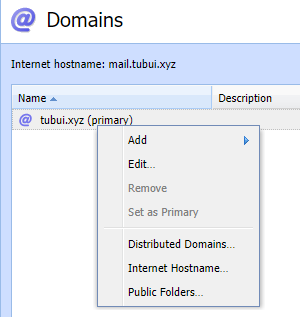 Domains
Internet hostname: mail.tubui.xyz
Name Description
tubui.xyz (primary)
Add
Edit...
Remove
Set as Primary
Distributed Domains...
Internet Hostname...
Public Folders...